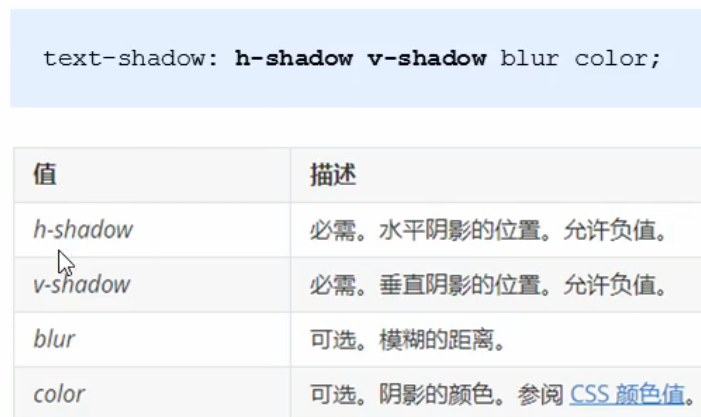 text-shadow: h-shadow v-shadow blur color;
值 描述
h-shadow 必需。水平阴影的位置。允许负值。
v-shadow 必需。垂直阴影的位置。允许负值。
blur 可选。模糊的距离。
color 可选。阴影的颜色。参阅 CSS 颜色值。